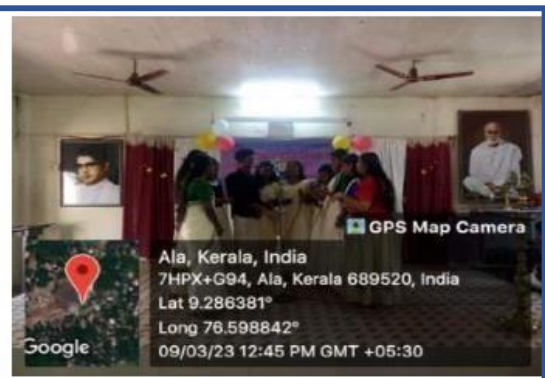 GPS Map Camera
Ala, Kerala, India
7HPX+G94, Ala, Kerala 689520, India
Lat 9.286381°
Long 76.598842°
09/03/23 12:45 PM GMT +05:30
Google